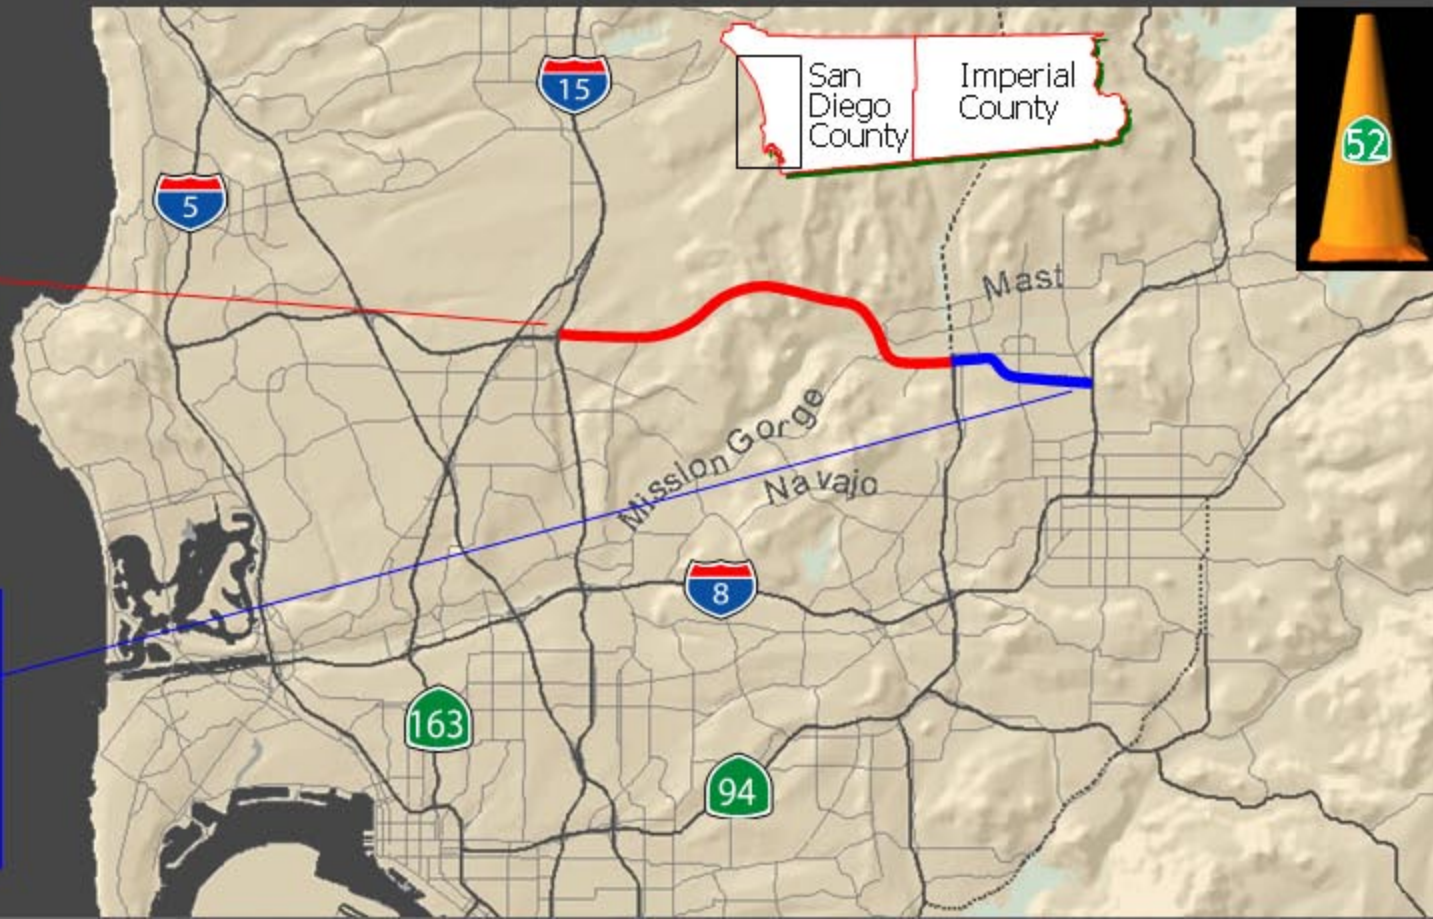 15
San
Diego
County
Imperial
County
52
5
Mast
Mission Gorge
Navajo
8
163
94